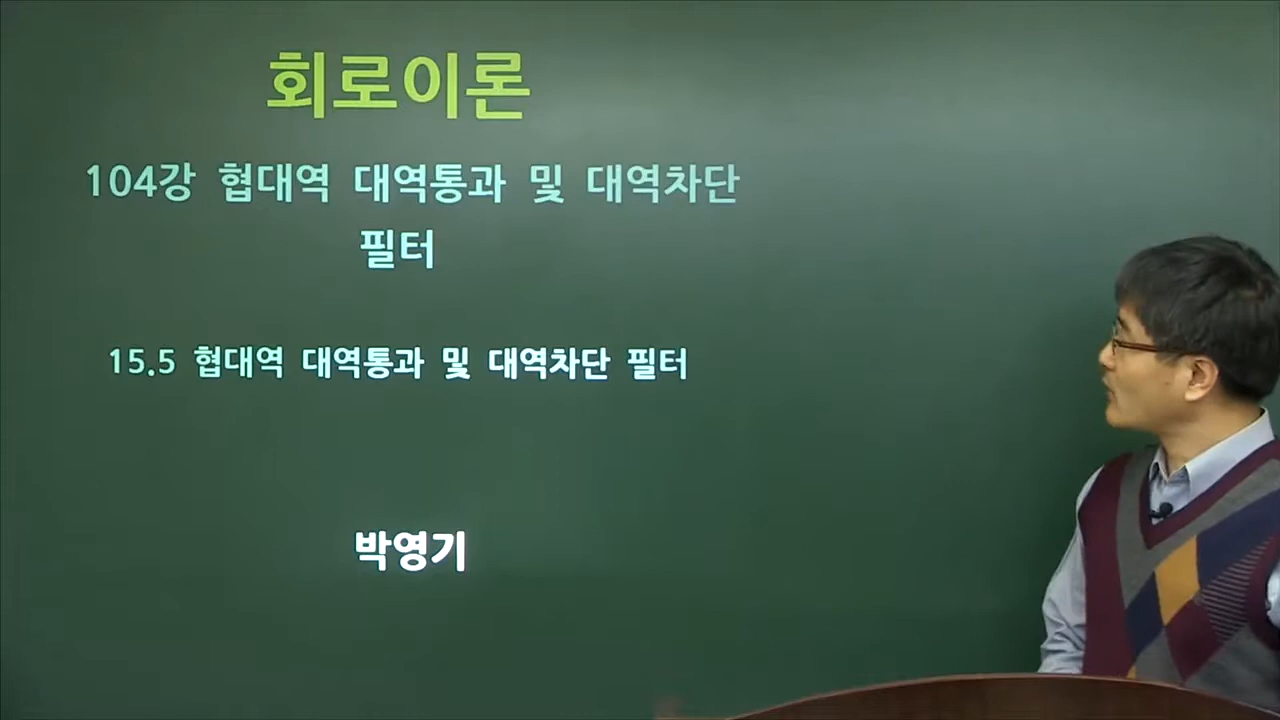 회로이론
104강 협대역 대역통과 및 대역차단
필터
15.5 협대역 대역통과 및 대역차단 필터
박영기